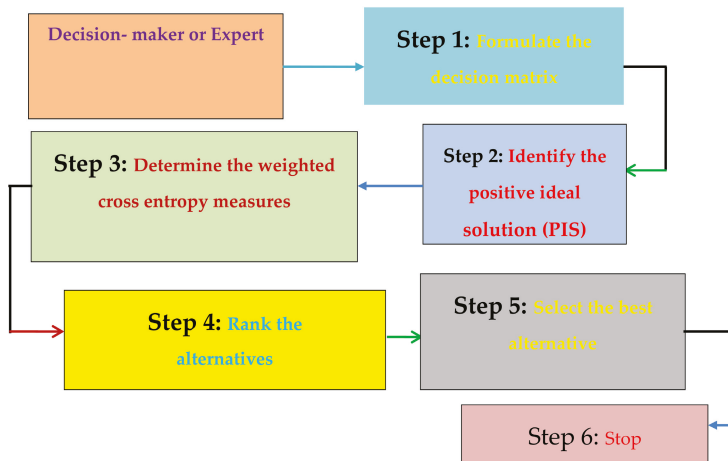 Decision- maker or Expert
Step 1: Formulate the
decision matrix
Step 2: Identify the
positive ideal
solution (PIS)
Step 3: Determine the weighted
cross entropy measures
Step 4: Rank the
alternatives
Step 5: Select the best
alternative
Step 6: Stop